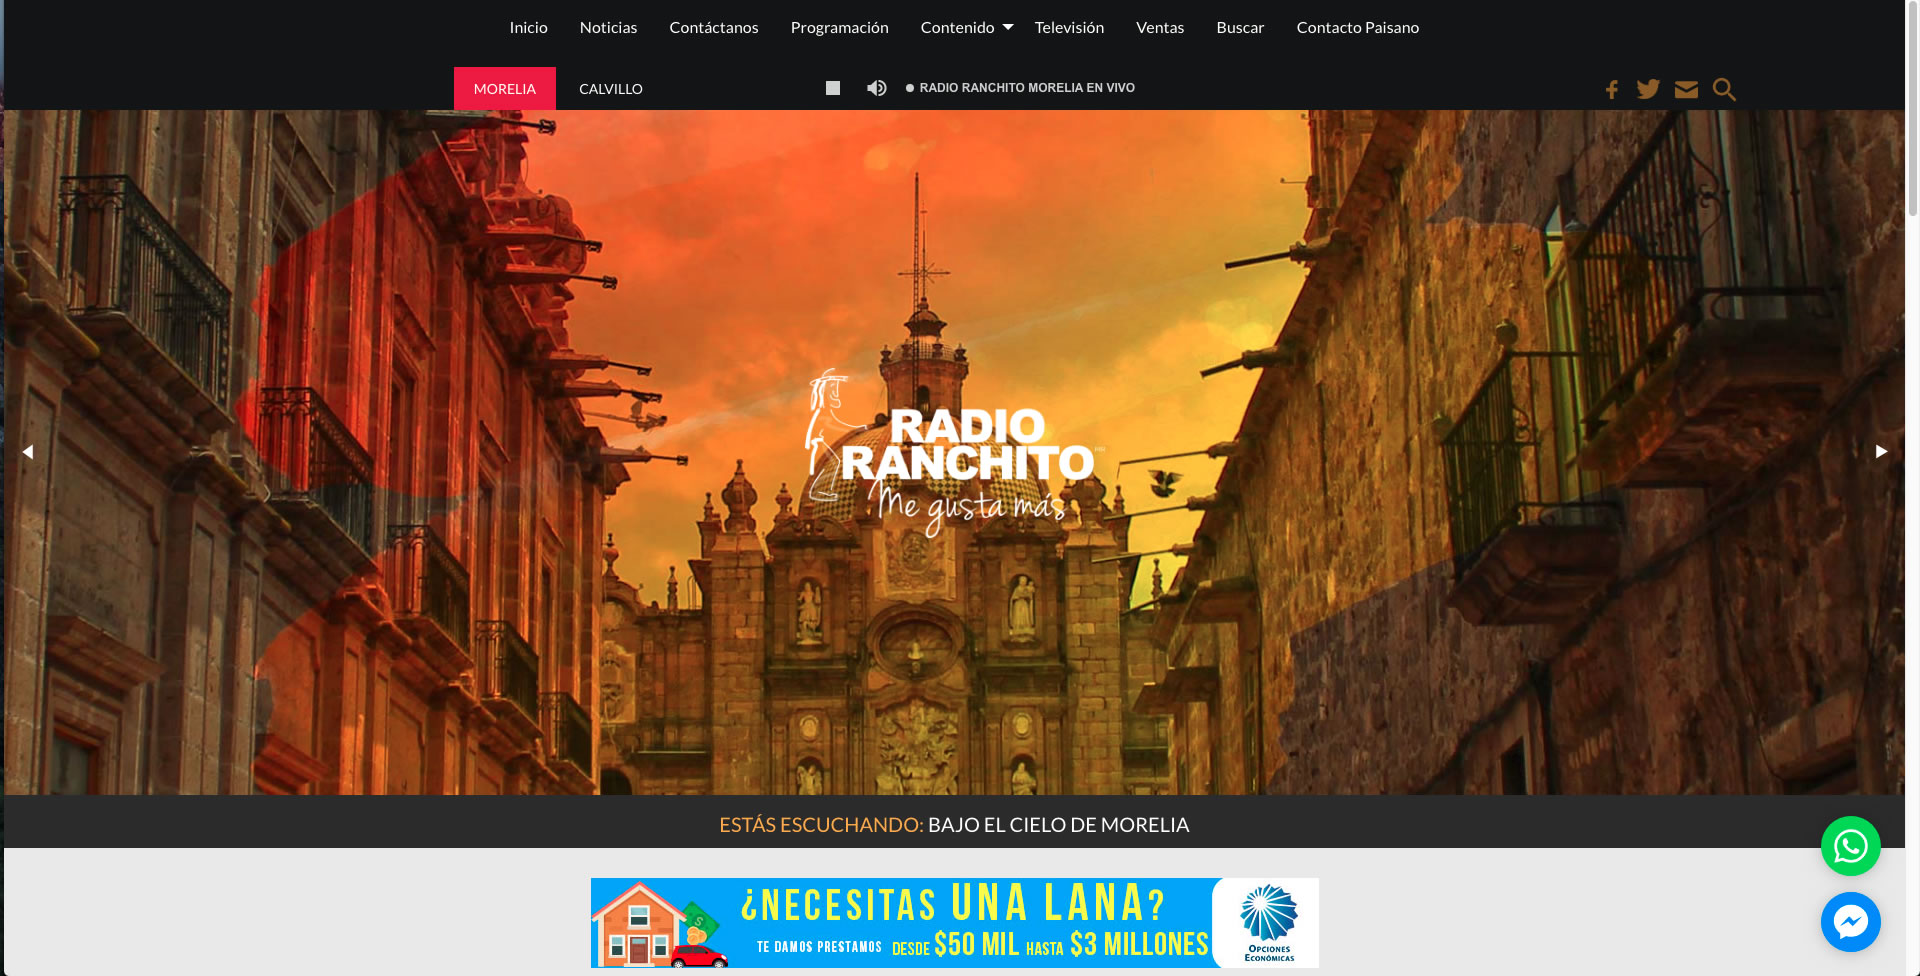 Inicio Noticias Contáctanos Programación Contenido Televisión Ventas Buscar Contacto Paisano
MORELIA CALVILLO RADIO RANCHITO MORELIA EN VIVO
RADIO
RANCHITO
Me gusta más
ESTÁS ESCUCHANDO: BAJO EL CIELO DE MORELIA
¿NECESITAS UNA LANA?
TE DAMOS PRESTAMOS DESDE $50 MIL HASTA $3 MILLONES
OPCIONES
ECONÓMICAS